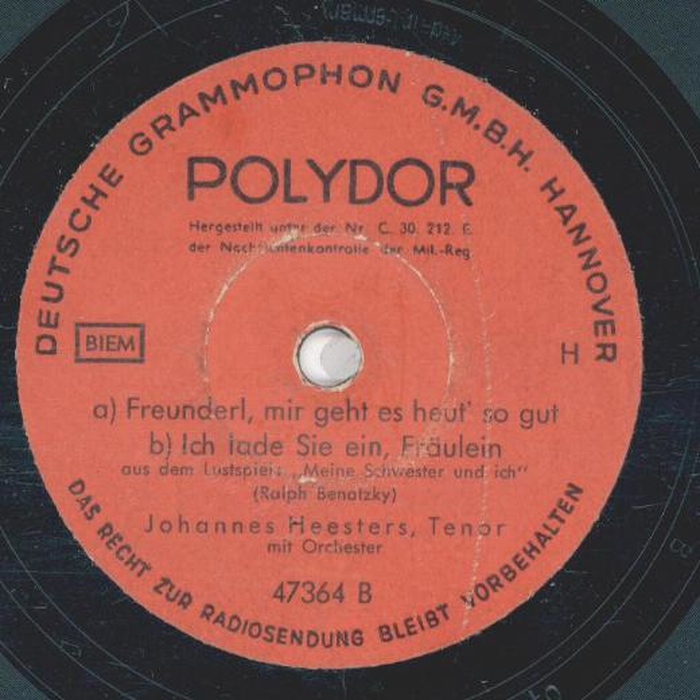 DEUTSCHE GRAMMOPHON G.M.B.H. HANNOVER
POLYDOR
Hergestellt unter der Nr. C. 30. 212. E.
der Nachrichtenkontrolle der Mil.-Reg.
BIEM
H
a) Freunderl, mir geht es heut' so gut
b) Ich lade Sie ein, Fräulein
aus dem Lustspiel: „Meine Schwester und ich“
(Ralph Benatzky)
Johannes Heesters, Tenor
mit Orchester
47364 B
DAS RECHT ZUR RADIOSENDUNG BLEIBT VORBEHALTEN